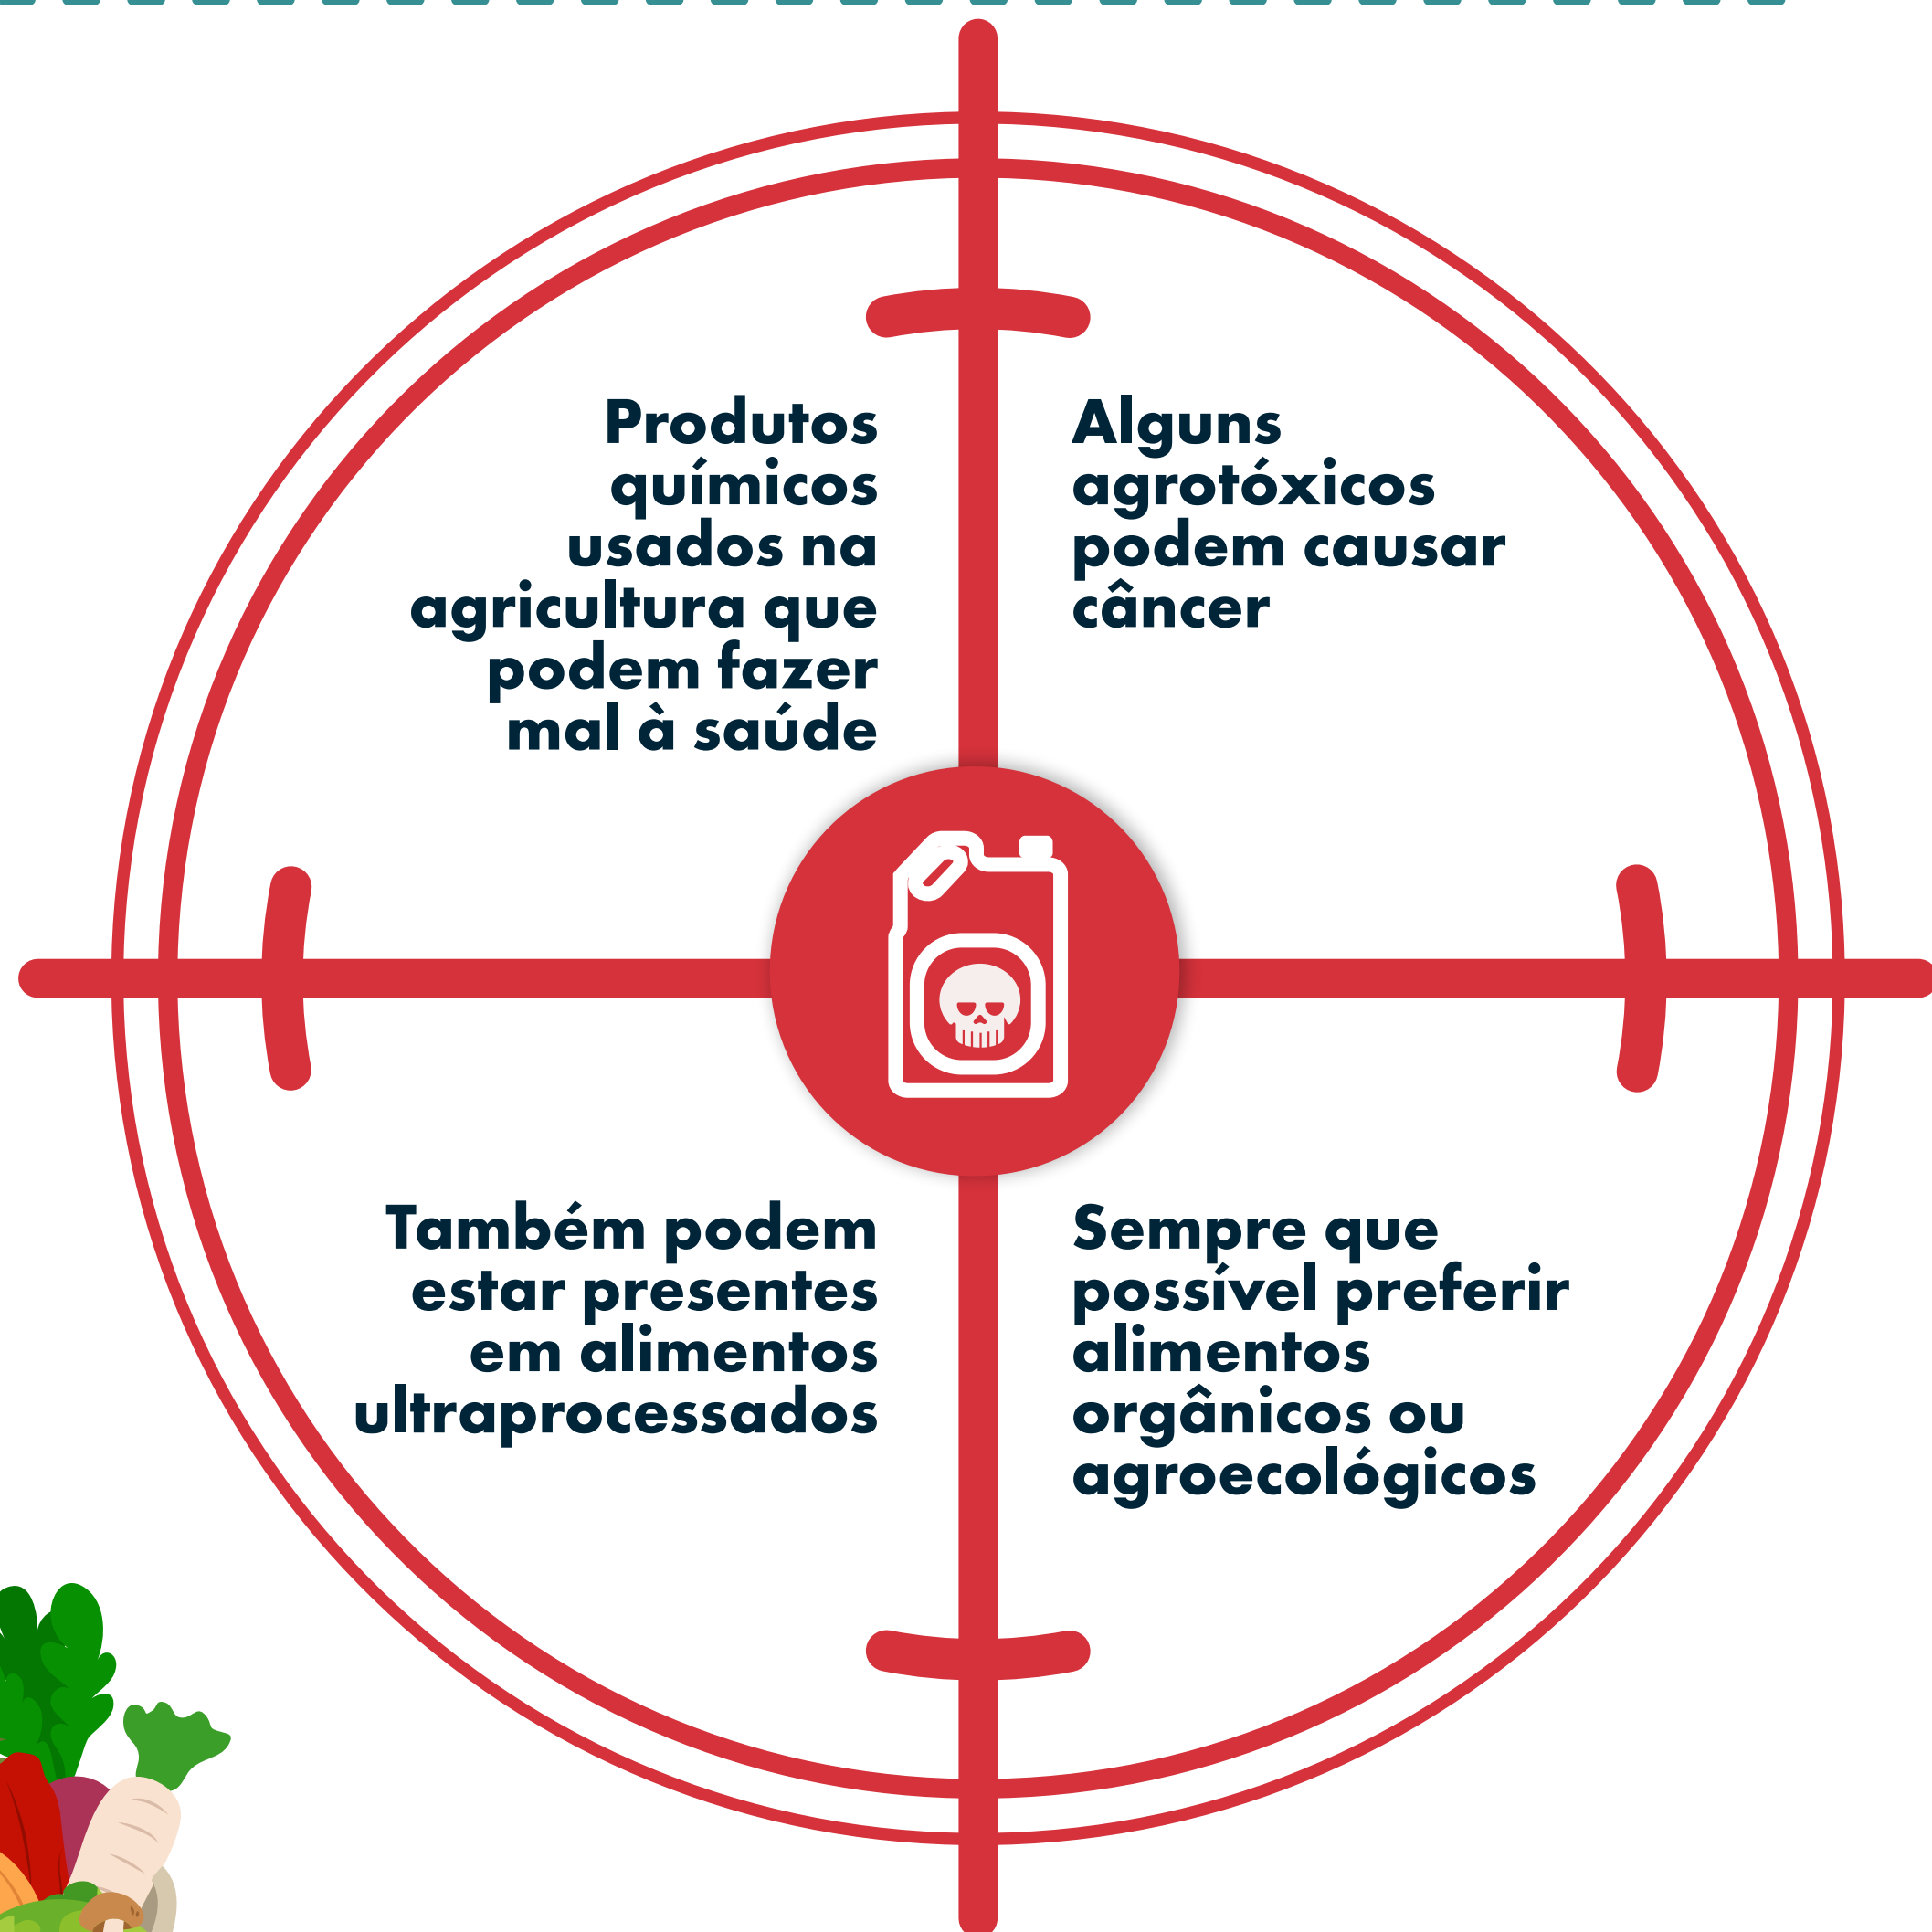 Produtos
químicos
usados na
agricultura que
podem fazer
mal à saúde
Alguns
agrotóxicos
podem causar
câncer
Também podem
estar presentes
em alimentos
ultraprocessados
Sempre que
possível preferir
alimentos
orgânicos ou
agroecológicos